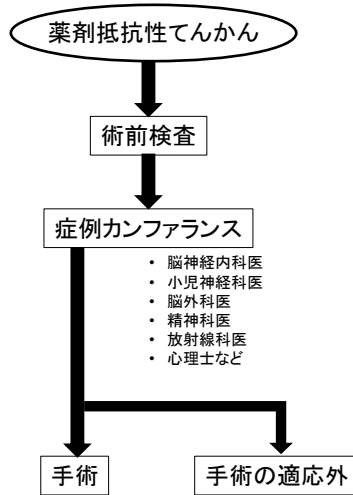 薬剤抵抗性てんかん
術前検査
症例カンファランス
・ 脳神経内科医
・ 小児神経科医
・ 脳外科医
・ 精神科医
・ 放射線科医
・ 心理士など
手術
手術の適応外